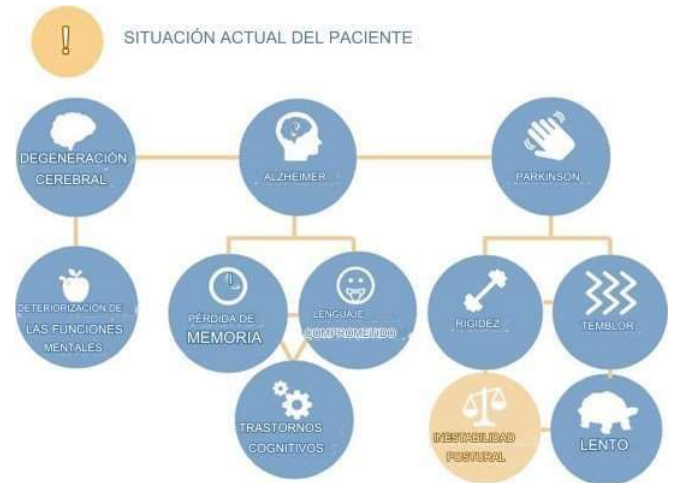 SITUACIÓN ACTUAL DEL PACIENTE
DEGENERACIÓN
CEREBRAL
ALZHEIMER
PARKINSON
DETERIORIZACIÓN DE
LAS FUNCIONES
MENTALES
PÉRDIDA DE
MEMORIA
LENGUAJE
COMPROMETIDO
RIGIDEZ
TEMBLOR
TRASTORNOS
COGNITIVOS
INESTABILIDAD
POSTURAL
LENTO